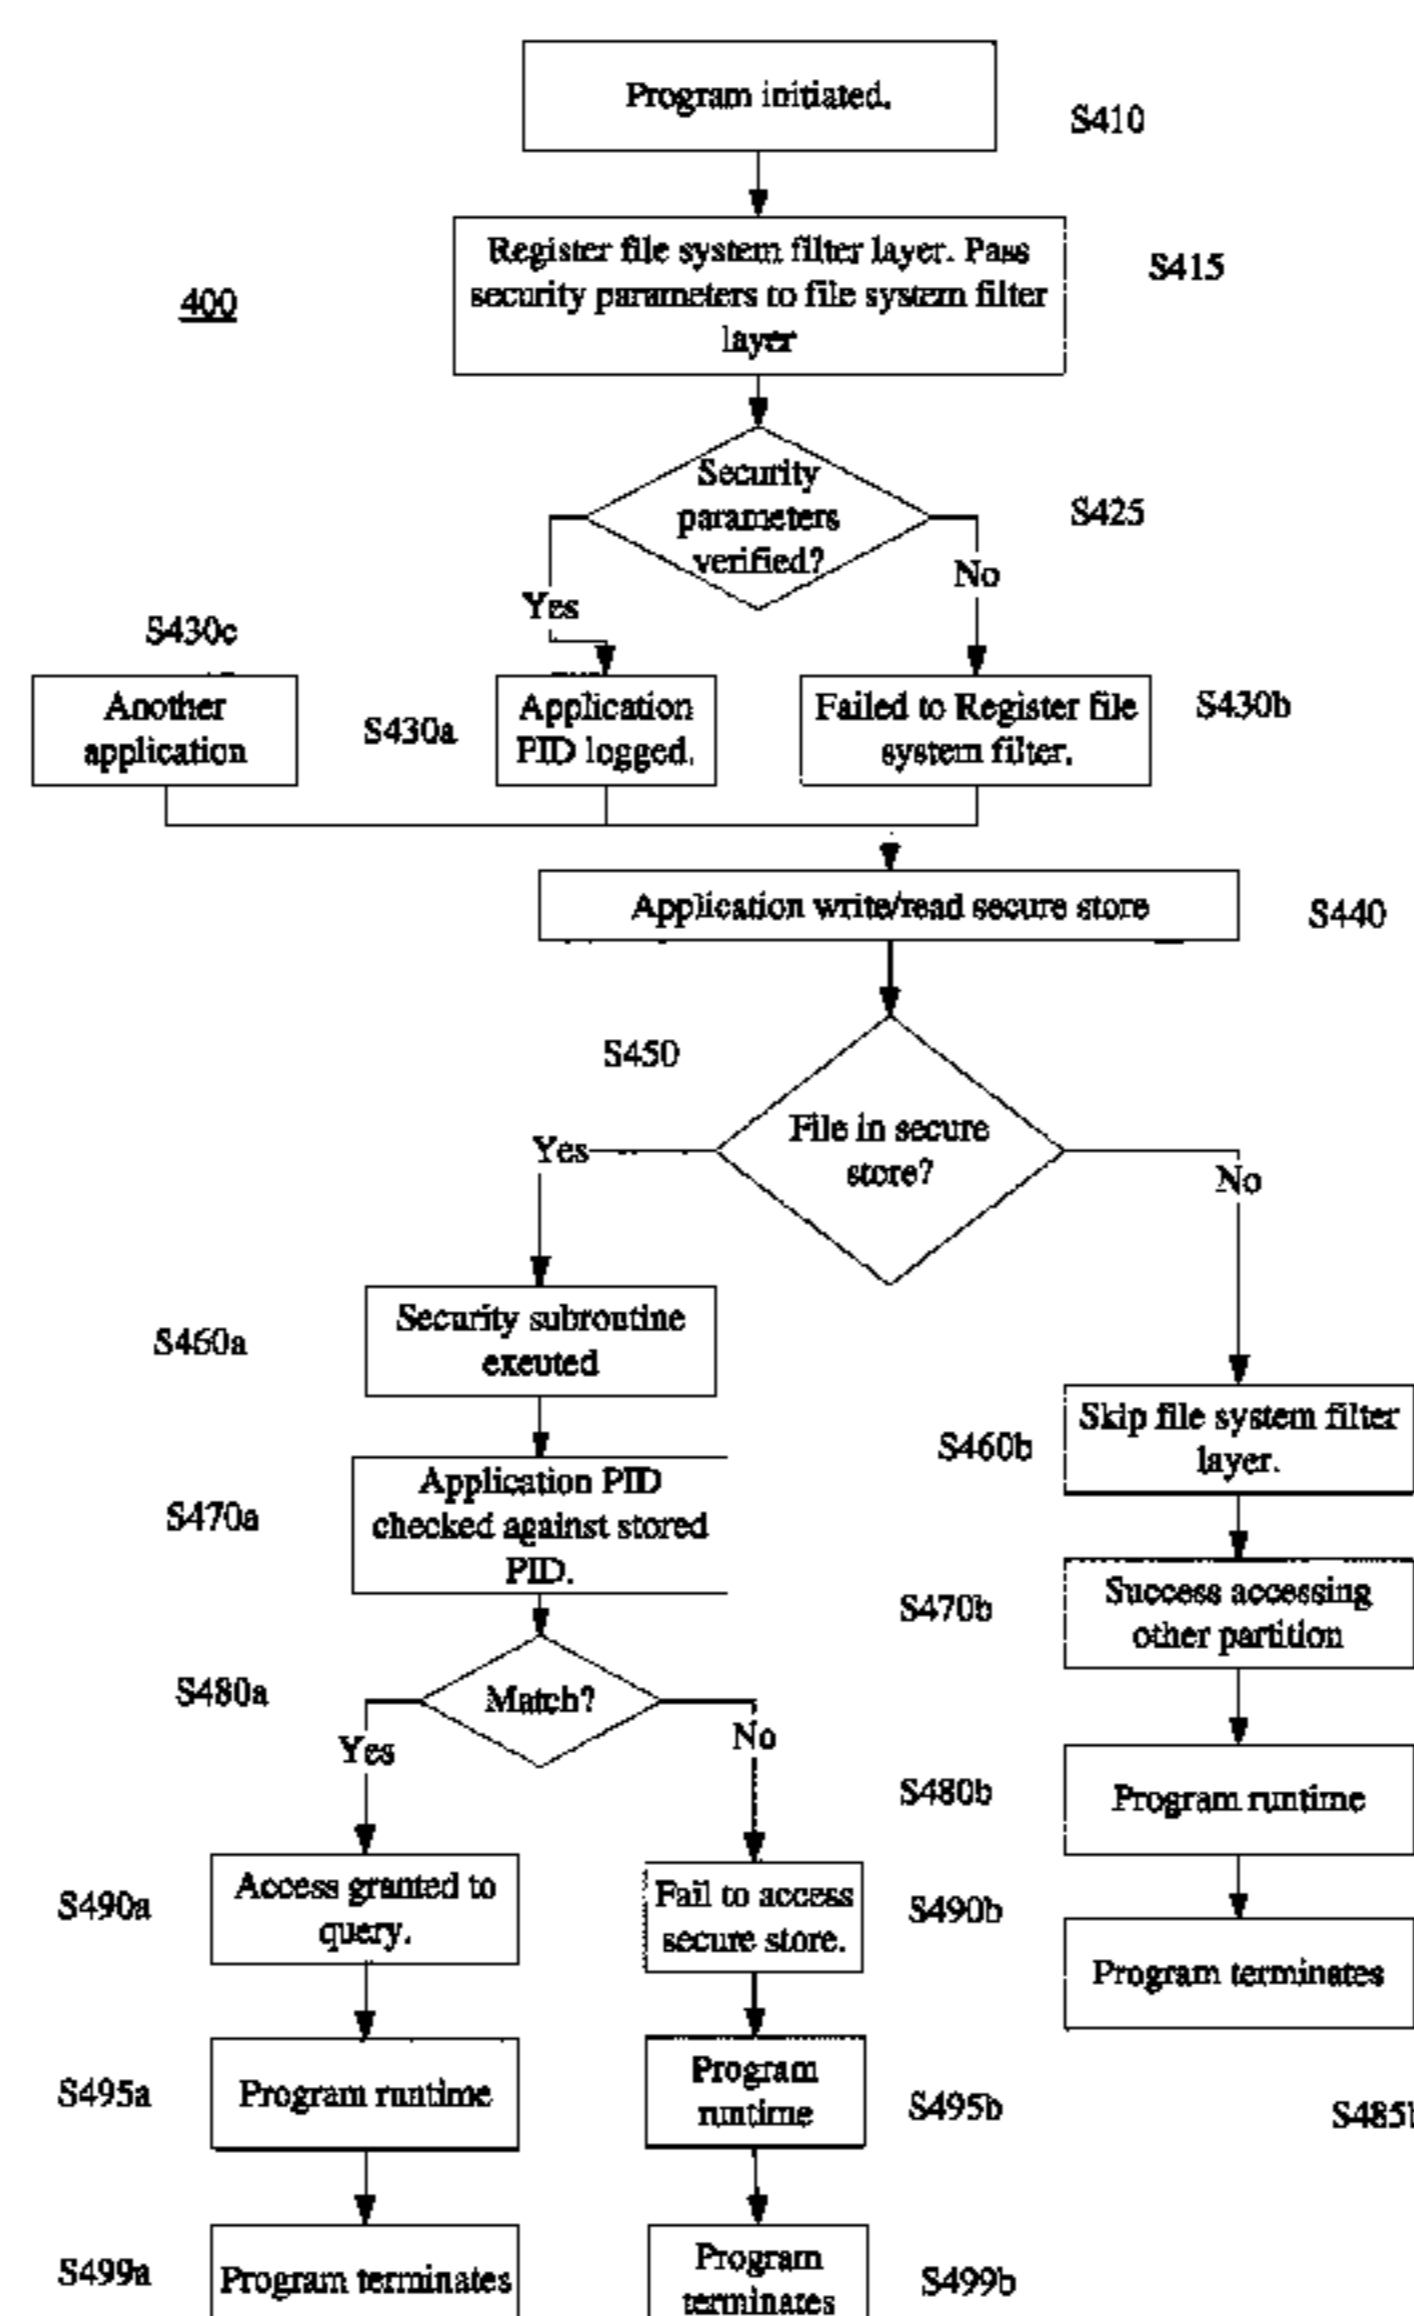 Program initiated.
S410
Register file system filter layer. Pass
security parameters to file system filter
layer
S415
400
Security
parameters
verified?
S425
Yes
No
S430c
Another
application
S430a
Application
PID logged.
Failed to Register file
system filter.
S430b
Application write/read secure store
S440
S450
File in secure
store?
Yes
No
S460a
Security subroutine
exeuted
S460b
Skip file system filter
layer.
S470a
Application PID
checked against stored
PID.
S470b
Success accessing
other partition
S480a
Match?
Yes
No
S480b
Program runtime
S490a
Access granted to
query.
Fail to access
secure store.
S490b
Program terminates
S495a
Program runtime
Program
runtime
S495b
S485b
S499a
Program terminates
Program
terminates
S499b